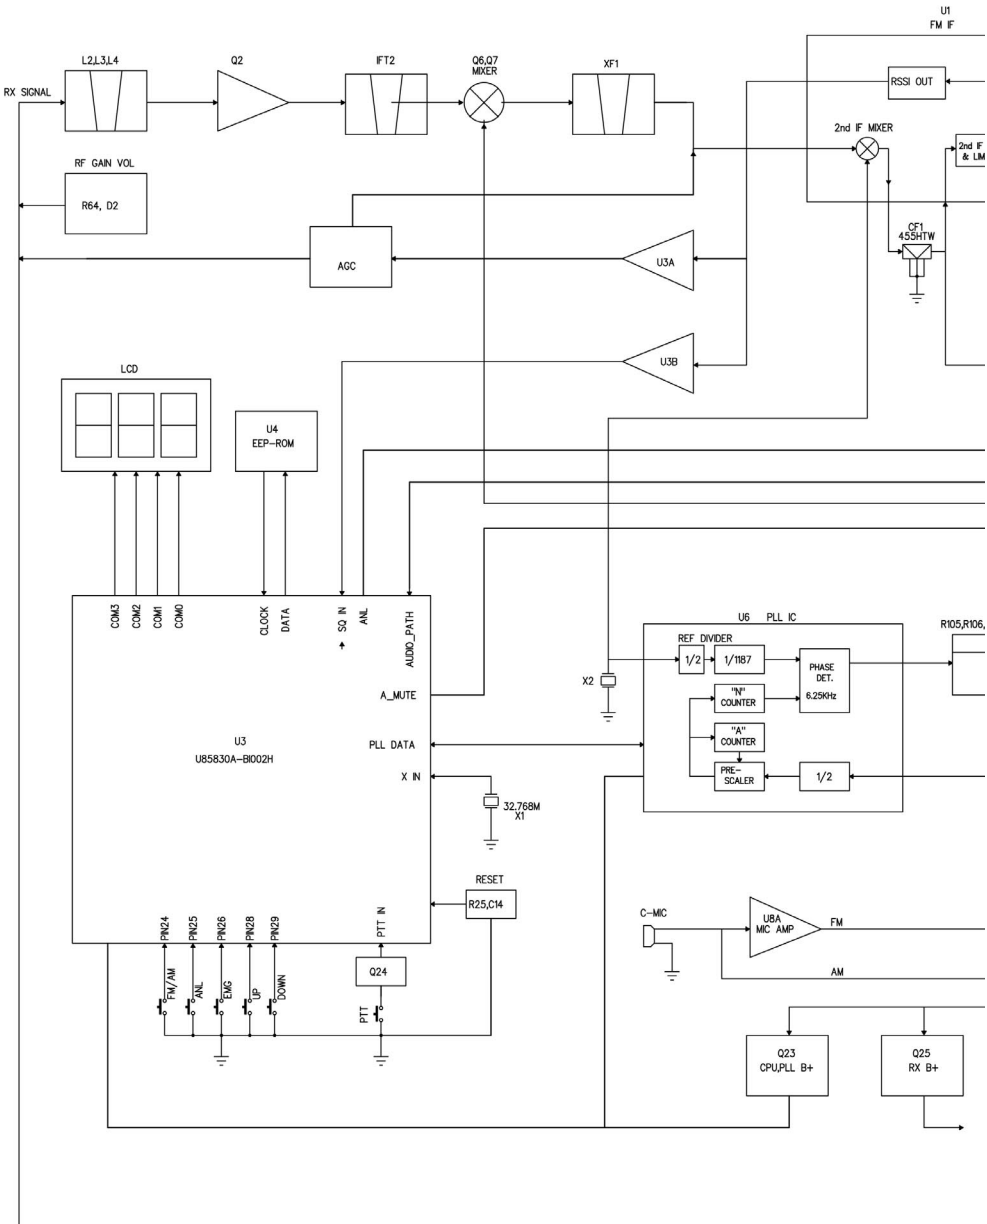 U1
FM IF
L2,L3,L4
Q2
IFT2
Q6,Q7
MIXER
XF1
RSSI OUT
RX SIGNAL
2nd IF MIXER
2nd IF
& LIM
RF GAIN VOL
R64, D2
CF1
455HTW
AGC
U3A
U3B
LCD
U4
EEP-ROM
COM3
COM2
COM1
COM0
CLOCK
DATA
SQ IN
ANL
AUDIO_PATH
A_MUTE
PLL DATA
X IN
U3
U85830A-BI002H
32.768M
X1
U6 PLL IC
REF DIVIDER
1/2
1/1187
PHASE
DET.
6.25KHz
"N"
COUNTER
"A"
COUNTER
PRE-
SCALER
1/2
X2
R105,R106,
RESET
R25,C14
PIN24
PIN25
PIN26
PIN28
PIN29
PTT IN
Q24
FM/AM
ANL
EMG
UP
DOWN
PTT
C-MIC
U8A
MIC AMP
FM
AM
Q23
CPU,PLL B+
Q25
RX B+